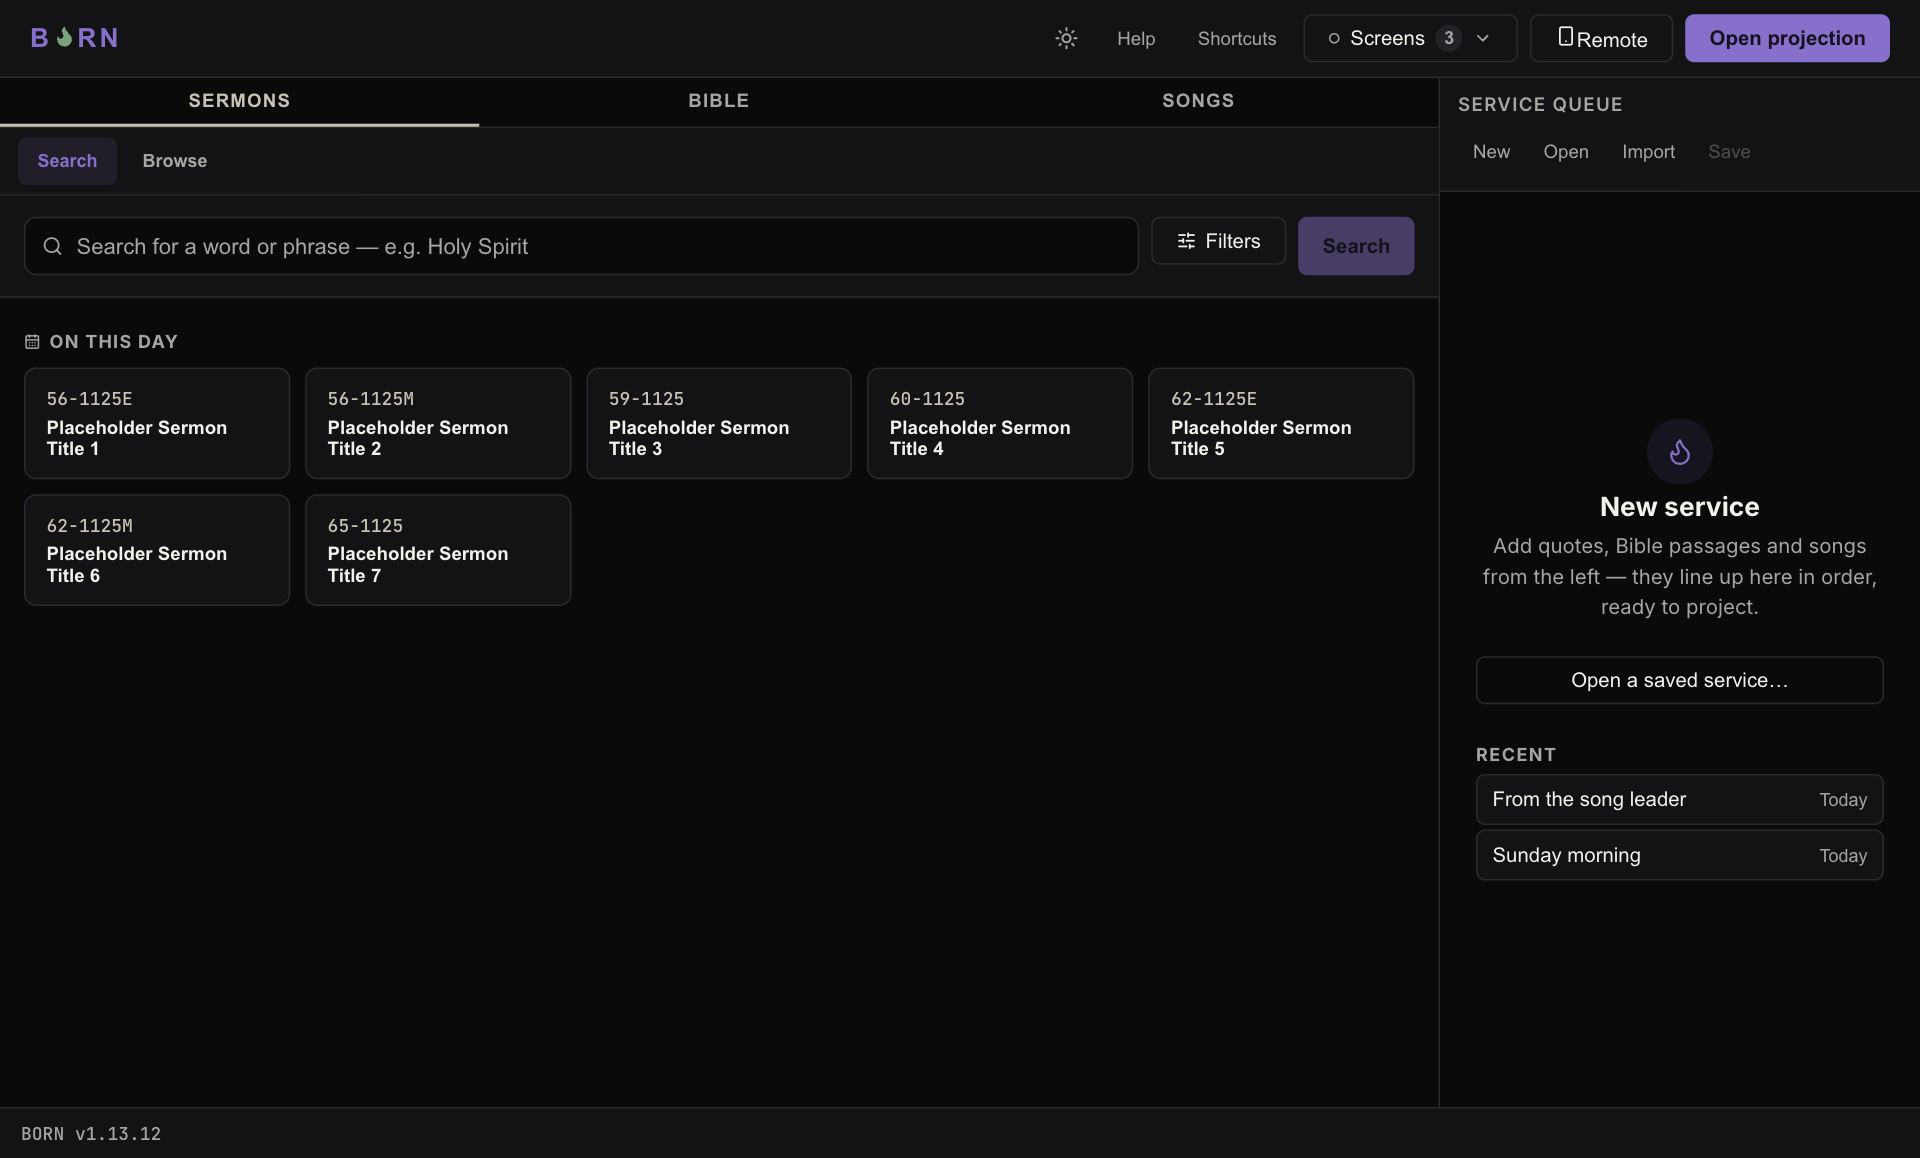 BORN
Help
Shortcuts
Screens 3
Remote
Open projection
SERMONS
BIBLE
SONGS
Search
Browse
Search for a word or phrase — e.g. Holy Spirit
Filters
Search
ON THIS DAY
56-1125E
Placeholder Sermon
Title 1
56-1125M
Placeholder Sermon
Title 2
59-1125
Placeholder Sermon
Title 3
60-1125
Placeholder Sermon
Title 4
62-1125E
Placeholder Sermon
Title 5
62-1125M
Placeholder Sermon
Title 6
65-1125
Placeholder Sermon
Title 7
SERVICE QUEUE
New
Open
Import
Save
New service
Add quotes, Bible passages and songs
from the left — they line up here in order,
ready to project.
Open a saved service…
RECENT
From the song leader
Today
Sunday morning
Today
BORN v1.13.12